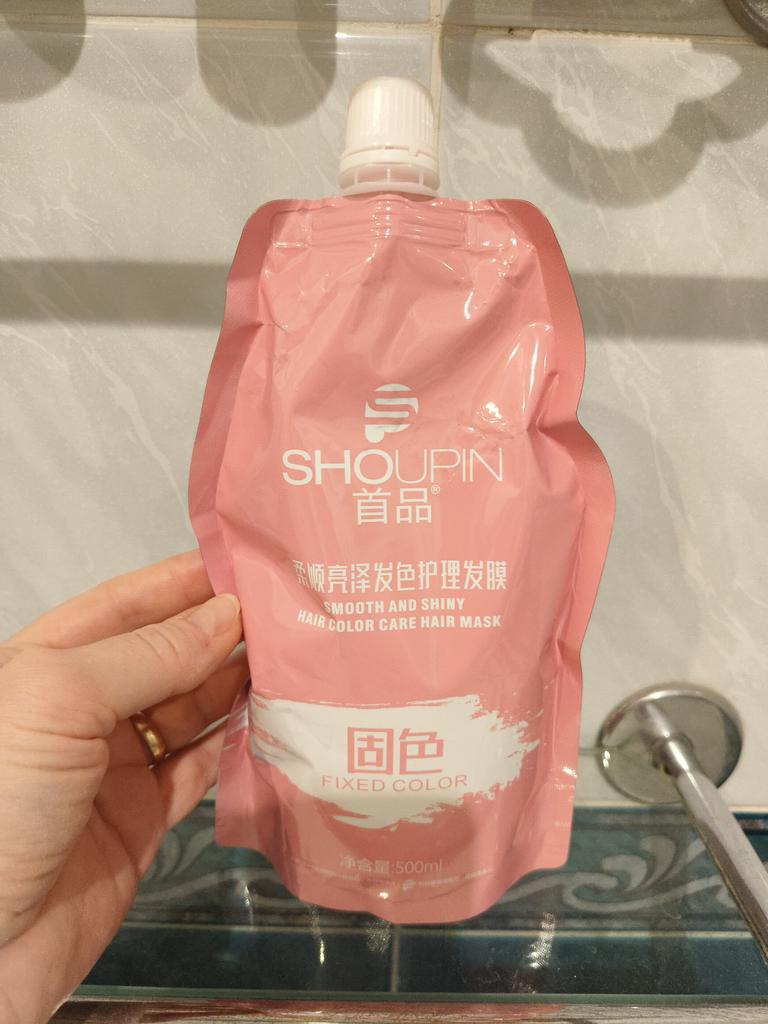 SHOUPIN
首品®
柔顺亮泽发色护理发膜
SMOOTH AND SHINY
HAIR COLOR CARE HAIR MASK
固色
FIXED COLOR
净含量:500ml